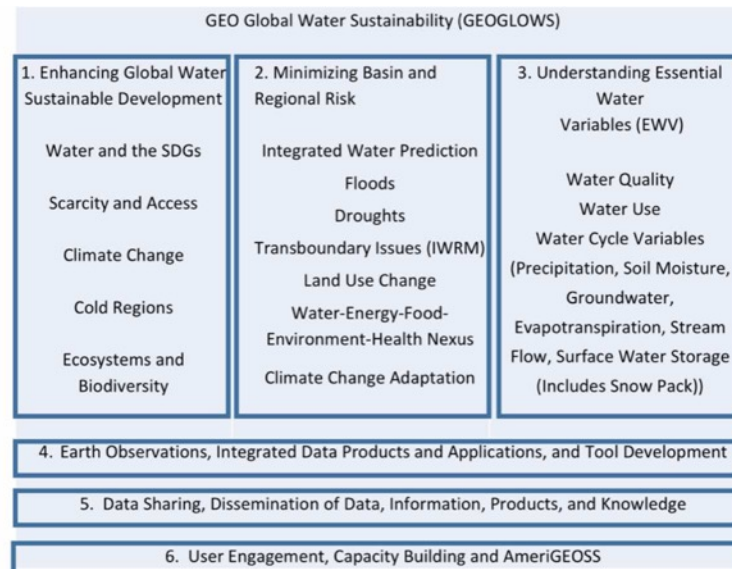 GEO Global Water Sustainability (GEOGLOWS)
1. Enhancing Global Water
Sustainable Development
Water and the SDGs
Scarcity and Access
Climate Change
Cold Regions
Ecosystems and
Biodiversity
2. Minimizing Basin and
Regional Risk
Integrated Water Prediction
Floods
Droughts
Transboundary Issues (IWRM)
Land Use Change
Water-Energy-Food-
Environment-Health Nexus
Climate Change Adaptation
3. Understanding Essential
Water
Variables (EWV)
Water Quality
Water Use
Water Cycle Variables
(Precipitation, Soil Moisture,
Groundwater,
Evapotranspiration, Stream
Flow, Surface Water Storage
(Includes Snow Pack))
4. Earth Observations, Integrated Data Products and Applications, and Tool Development
5. Data Sharing, Dissemination of Data, Information, Products, and Knowledge
6. User Engagement, Capacity Building and AmeriGEOSS